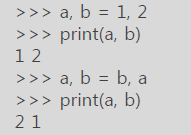 >>> a, b = 1, 2
>>> print(a, b)
1 2
>>> a, b = b, a
>>> print(a, b)
2 1